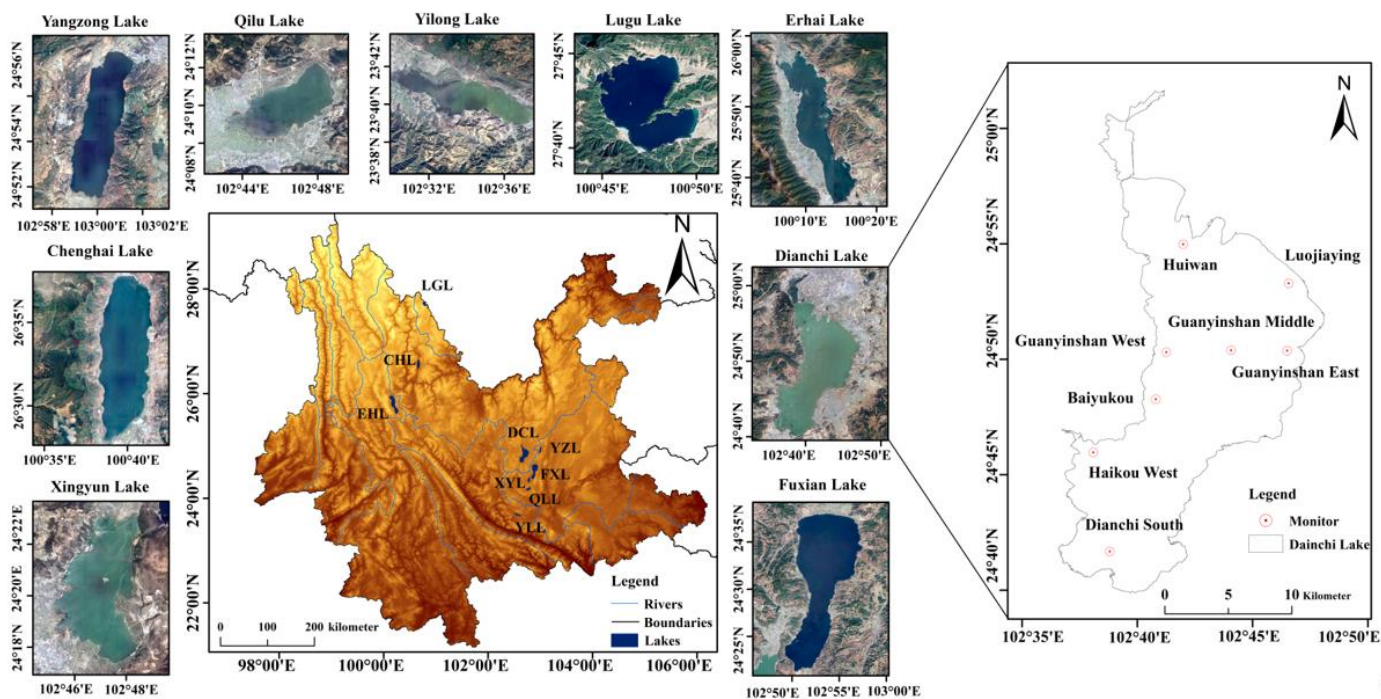 Yangzong Lake
24°56'N
24°54'N
24°52'N
102°58'E 103°00'E 103°02'E
Qilu Lake
24°12'N
24°10'N
24°08'N
102°44'E 102°48'E
Yilong Lake
23°42'N
23°40'N
23°38'N
102°32'E 102°36'E
Lugu Lake
27°45'N
27°40'N
100°45'E 100°50'E
Erhai Lake
26°00'N
25°50'N
25°40'N
100°10'E 100°20'E
Chenghai Lake
26°35'N
26°30'N
100°35'E 100°40'E
Xingyun Lake
24°22'E
24°20'E
24°18'N
102°46'E 102°48'E
N
28°00'N
26°00'N
24°00'N
22°00'N
LGL
CHL
EHL
DCL
YZL
FXL
XYL
QLL
YLL
Legend
Rivers
Boundaries
Lakes
0 100 200 Kilometer
98°00'E 100°00'E 102°00'E 104°00'E 106°00'E
Dianchi Lake
25°00'N
24°50'N
24°40'N
102°40'E 102°50'E
Fuxian Lake
24°35'N
24°30'N
24°25'N
102°50'E 102°55'E 103°00'E
N
25°00'N
24°55'N
24°50'N
24°45'N
24°40'N
Huiwan
Luojiaying
Guanyinshan Middle
Guanyinshan West
Guanyinshan East
Baiyukou
Haikou West
Dianchi South
Legend
Monitor
Dainchi Lake
0 5 10 Kilometer
102°35'E 102°40'E 102°45'E 102°50'E